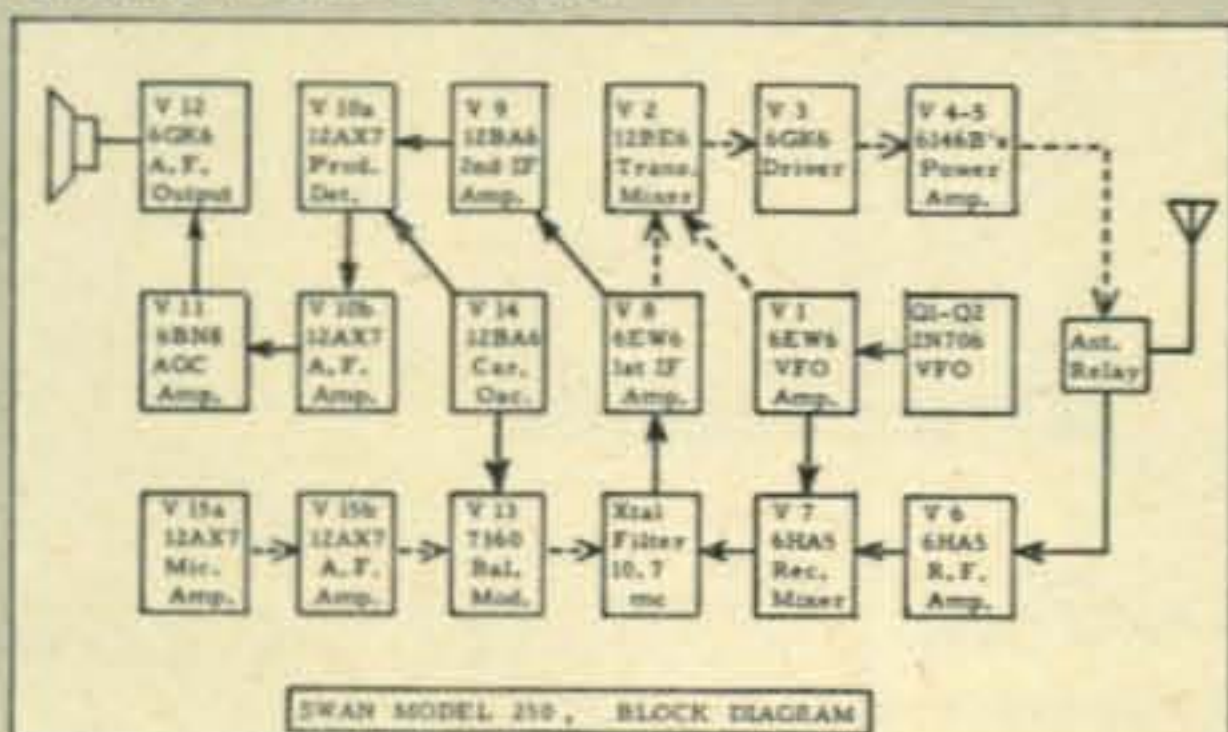 V 12
6GK6
A.F.
Output
V 10a
12AX7
Prod.
Det.
V 9
12BA6
2nd IF
Amp.
V 2
12BE6
Trans.
Mixer
V 3
6GK6
Driver
V 4-5
6146B's
Power
Amp.
V 11
6BN8
AGC
Amp.
V 10b
12AX7
A.F.
Amp.
V 14
12BA6
Car.
Osc.
V 8
6EW6
1st IF
Amp.
V 1
6EW6
VFO
Amp.
Q1-Q2
2N706
VFO
Ant.
Relay
V 15a
12AX7
Mic.
Amp.
V 15b
12AX7
A.F.
Amp.
V 13
7360
Bal.
Mod.
Xtal
Filter
10.7
mc
V 7
6HA5
Rec.
Mixer
V 6
6HA5
R.F.
Amp.
SWAN MODEL 250, BLOCK DIAGRAM